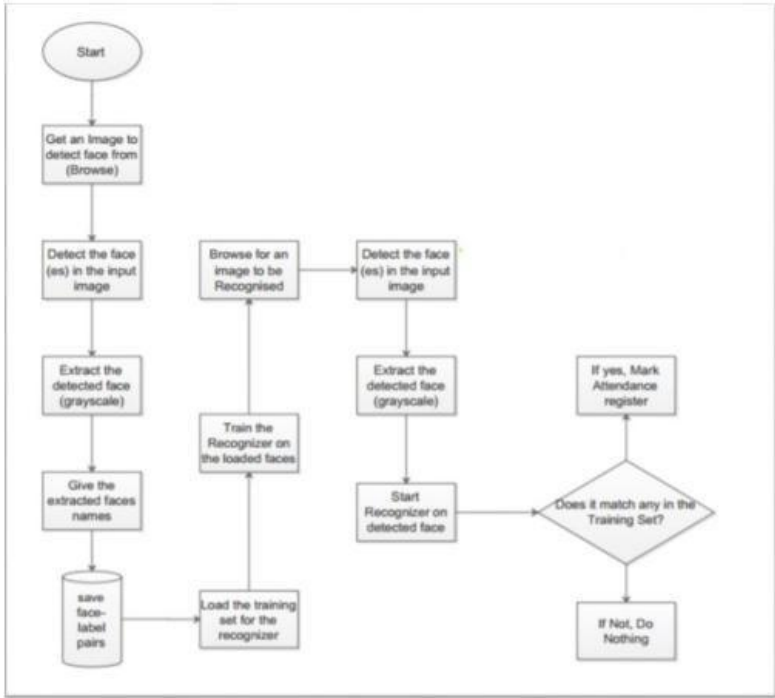 Start
Get an Image to
detect face from
(Browse)
Detect the face
(es) in the input
image
Extract the
detected face
(grayscale)
Give the
extracted faces
names
save
face-
label
pairs
Load the training
set for the
recognizer
Train the
Recognizer on
the loaded faces
Browse for an
image to be
Recognised
Detect the face
(es) in the input
image
Extract the
detected face
(grayscale)
Start
Recognizer on
detected face
Does it match any in the
Training Set?
If yes, Mark
Attendance
register
If Not, Do
Nothing